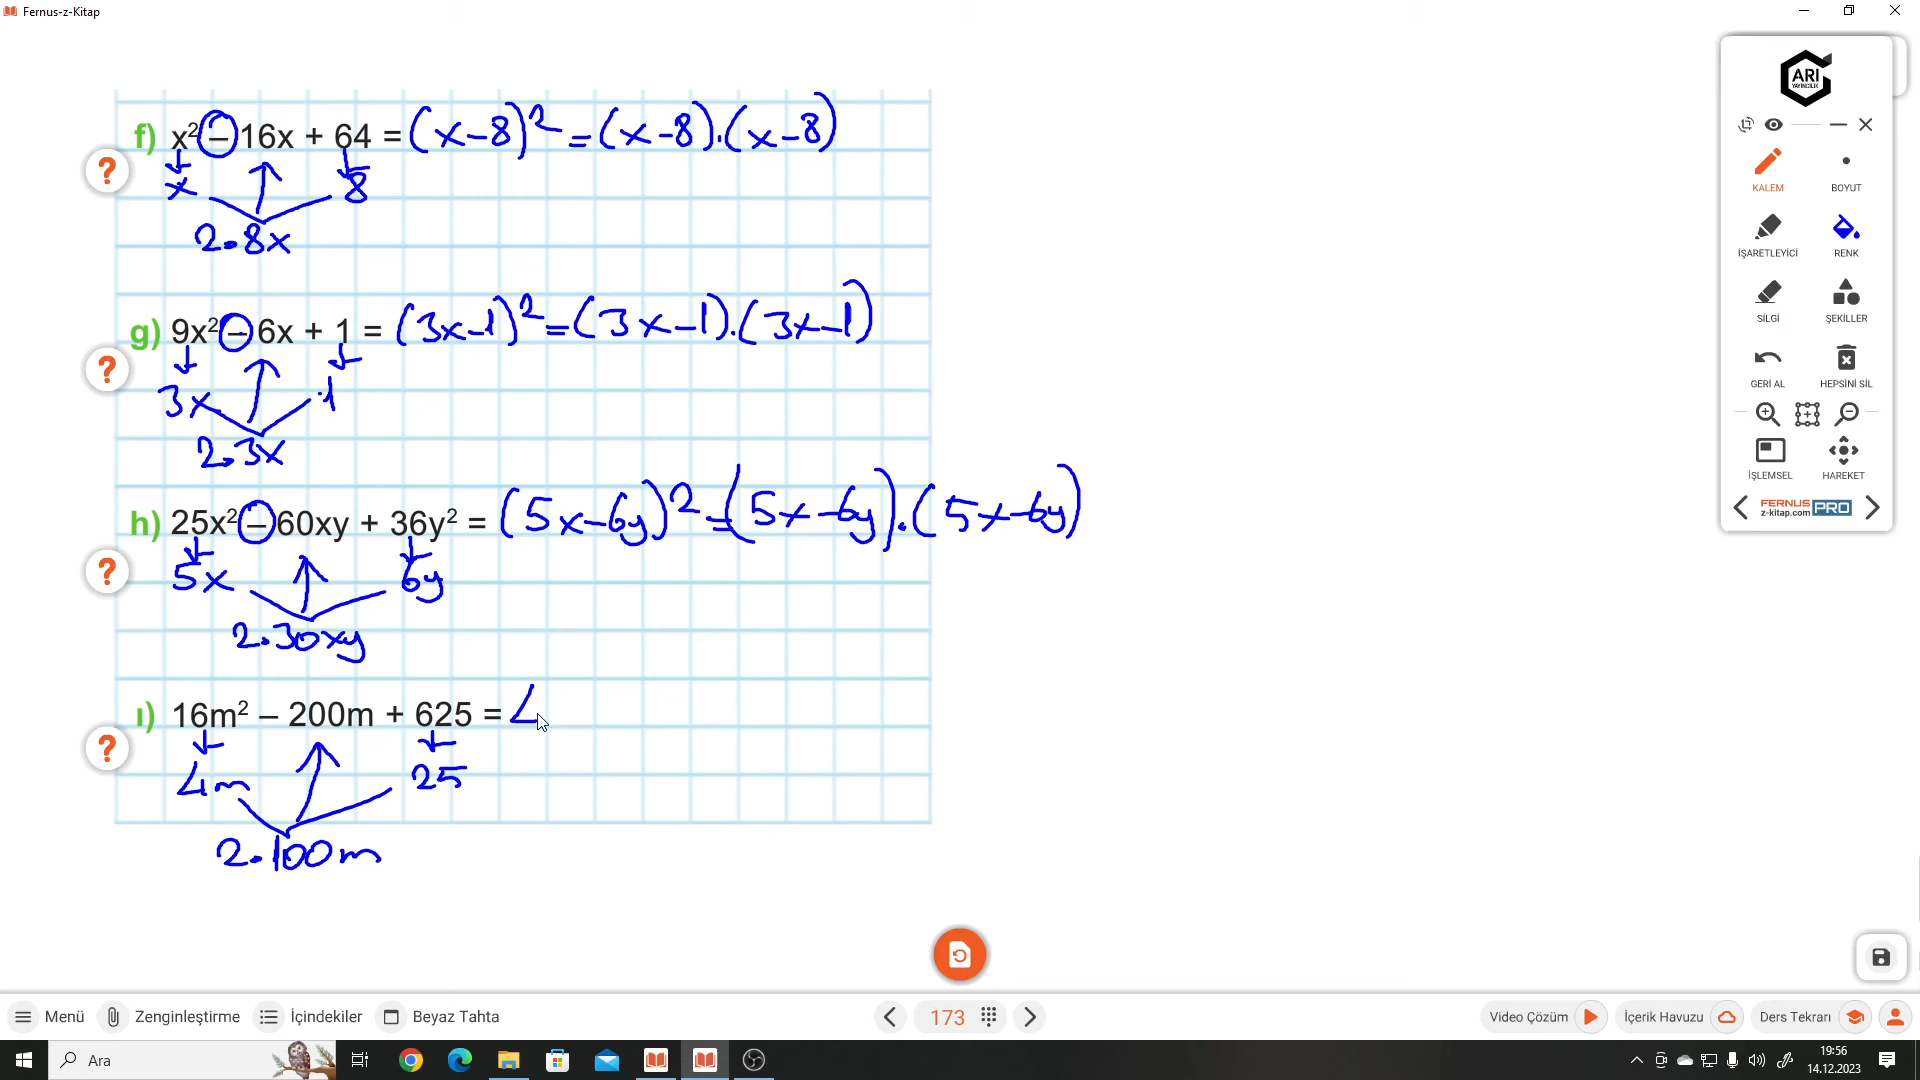 Fernus-z-Kitap
f) x² – 16x + 64 = (x-8)² = (x-8).(x-8)
x 8
2.8x
g) 9x² – 6x + 1 = (3x-1)² = (3x-1).(3x-1)
3x 1
2.3x
h) 25x² – 60xy + 36y² = (5x-6y)² = (5x-6y).(5x-6y)
5x 6y
2.30xy
ı) 16m² – 200m + 625 = 4
4m 25
2.100m
ARI
YAYINCILIK
KALEM BOYUT
İŞARETLEYİCİ RENK
SİLGİ ŞEKİLLER
GERİ AL HEPSİNİ SİL
İŞLEMSEL HAREKET
FERNUS
z-kitap.com PRO
Menü Zenginleştirme İçindekiler Beyaz Tahta 173 Video Çözüm İçerik Havuzu Ders Tekrarı
Ara 19:56
14.12.2023